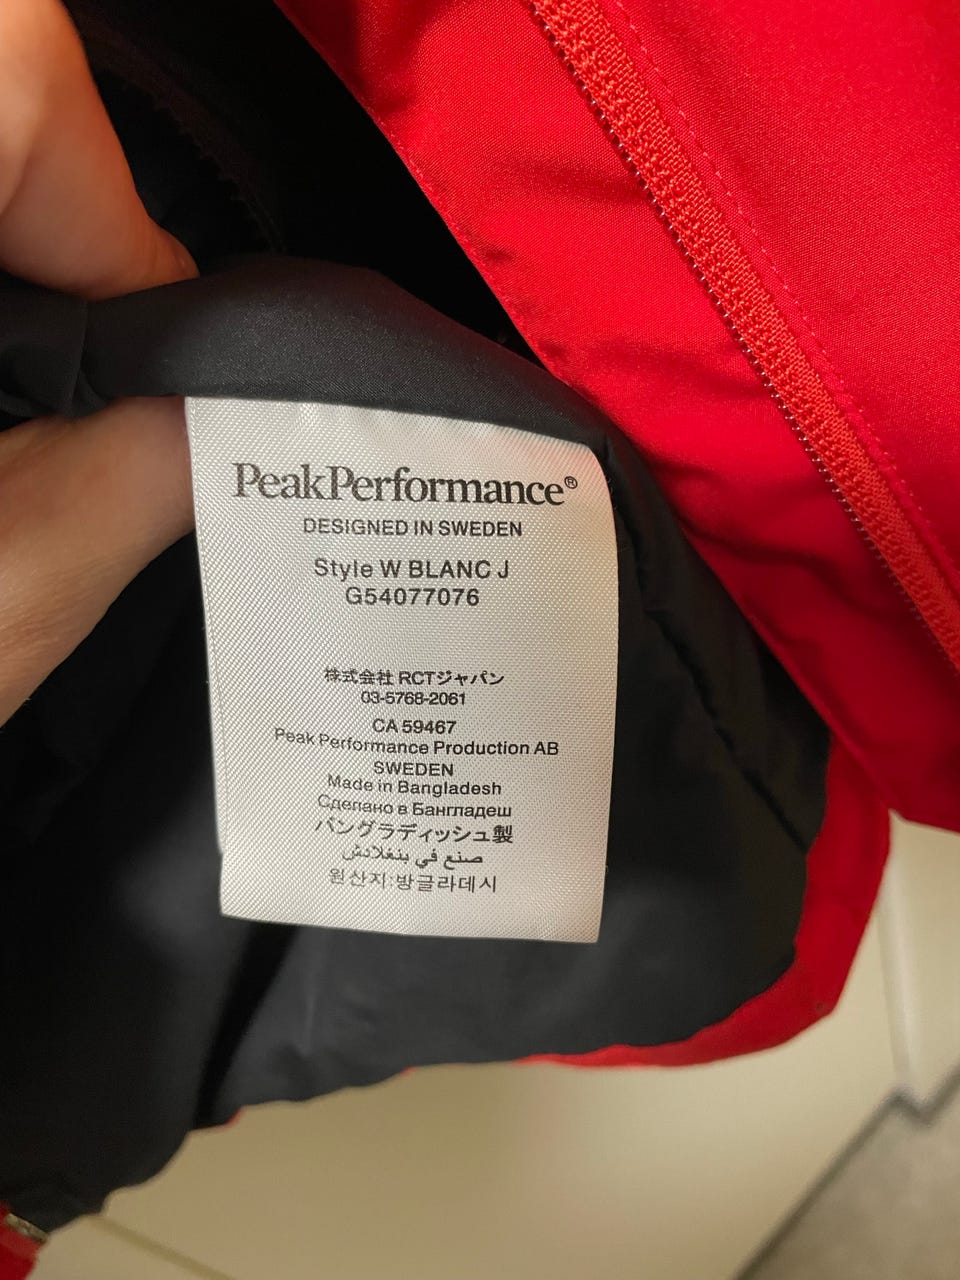 PeakPerformance®
DESIGNED IN SWEDEN
Style W BLANC J
G54077076
株式会社 RCTジャパン
03-5768-2061
CA 59467
Peak Performance Production AB
SWEDEN
Made in Bangladesh
Сделано в Бангладеш
バングラディッシュ製
صنع في بنغلادش
원산지:방글라데시